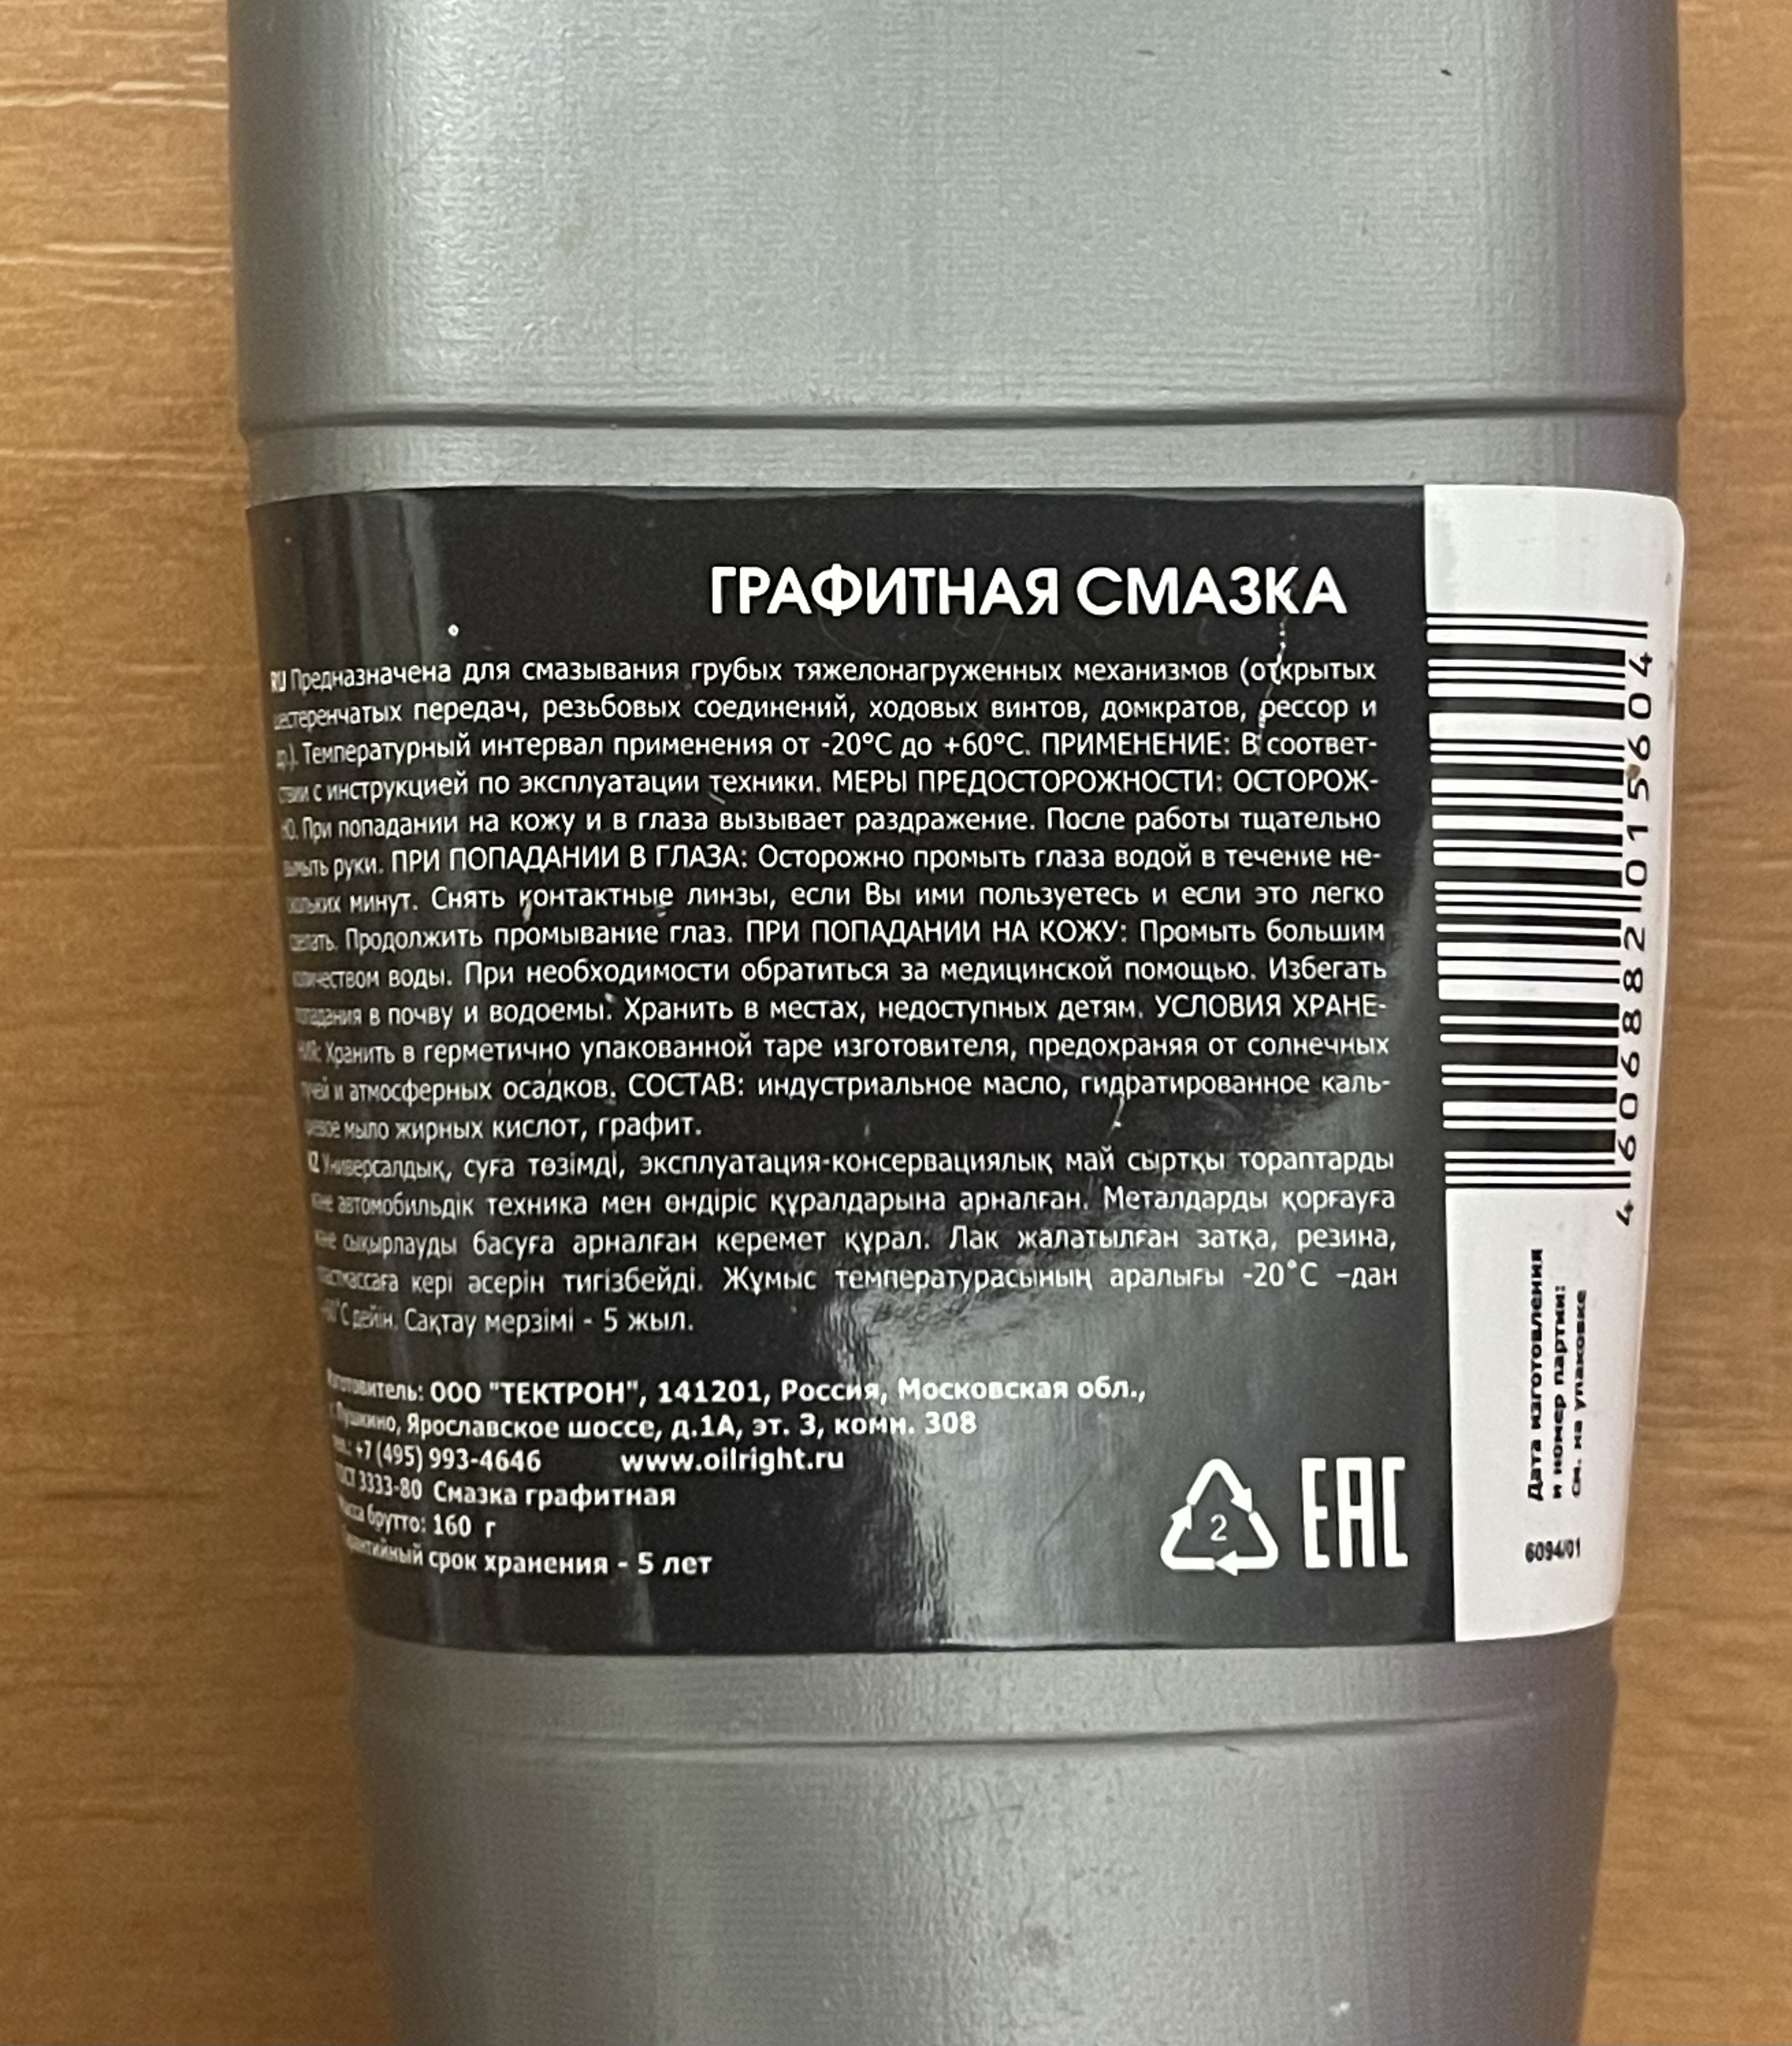 ГРАФИТНАЯ СМАЗКА
RU Предназначена для смазывания грубых тяжелонагруженных механизмов (открытых
шестеренчатых передач, резьбовых соединений, ходовых винтов, домкратов, рессор и
др.). Температурный интервал применения от -20°С до +60°С. ПРИМЕНЕНИЕ: В соответ-
ствии с инструкцией по эксплуатации техники. МЕРЫ ПРЕДОСТОРОЖНОСТИ: ОСТОРОЖ-
НО. При попадании на кожу и в глаза вызывает раздражение. После работы тщательно
вымыть руки. ПРИ ПОПАДАНИИ В ГЛАЗА: Осторожно промыть глаза водой в течение не-
скольких минут. Снять контактные линзы, если Вы ими пользуетесь и если это легко
сделать. Продолжить промывание глаз. ПРИ ПОПАДАНИИ НА КОЖУ: Промыть большим
количеством воды. При необходимости обратиться за медицинской помощью. Избегать
попадания в почву и водоемы. Хранить в местах, недоступных детям. УСЛОВИЯ ХРАНЕ-
НИЯ: Хранить в герметично упакованной таре изготовителя, предохраняя от солнечных
лучей и атмосферных осадков. СОСТАВ: индустриальное масло, гидратированное каль-
циевое мыло жирных кислот, графит.
KZ Универсалдық, суға төзімді, эксплуатация-консервациялық май сыртқы тораптарды
және автомобильдік техника мен өндіріс құралдарына арналған. Металдарды қорғауға
және сықырлауды басуға арналған керемет құрал. Лак жалатылған затқа, резина,
пластмассаға кері әсерін тигізбейді. Жұмыс температурасының аралығы -20˚С –дан
дейін. Сақтау мерзімі - 5 жыл.
Изготовитель: ООО "ТЕКТРОН", 141201, Россия, Московская обл.,
г. Пушкино, Ярославское шоссе, д.1А, эт. 3, комн. 308
тел.: +7 (495) 993-4646 www.oilright.ru
ГОСТ 3333-80 Смазка графитная
Масса брутто: 160 г
Гарантийный срок хранения - 5 лет
2
EAC
4 606882 015604
Дата изготовления
и номер партии:
см. на упаковке
6094/01